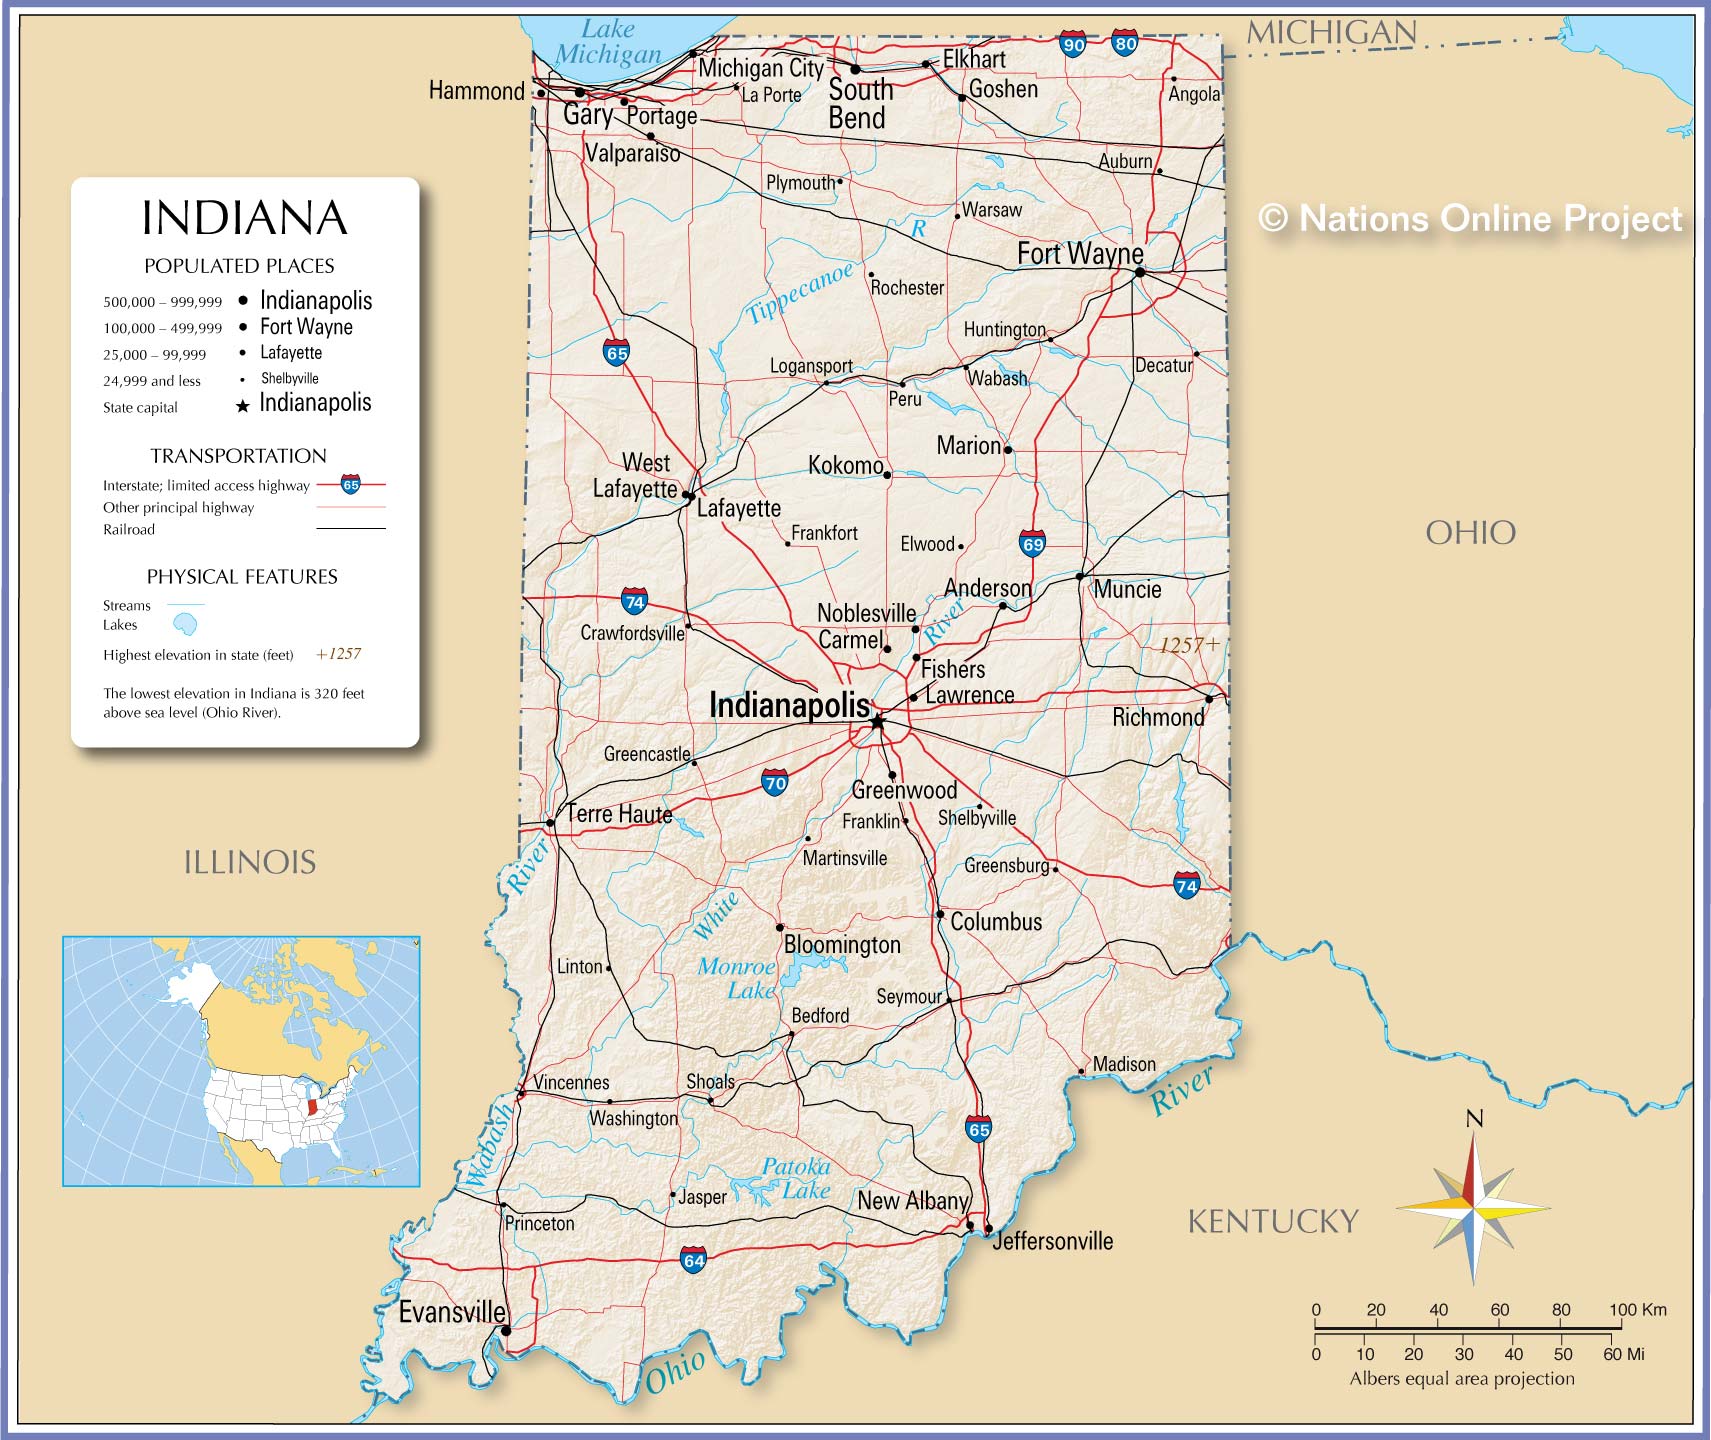 Lake
Michigan
MICHIGAN
90
80
Hammond
Michigan City
Elkhart
La Porte
South
Bend
Goshen
Angola
Gary
Portage
Valparaiso
Auburn
Plymouth
Warsaw
© Nations Online Project
INDIANA
POPULATED PLACES
500,000 – 999,999 Indianapolis
100,000 – 499,999 Fort Wayne
25,000 – 99,999 Lafayette
24,999 and less Shelbyville
State capital Indianapolis
TRANSPORTATION
Interstate; limited access highway 65
Other principal highway
Railroad
PHYSICAL FEATURES
Streams
Lakes
Highest elevation in state (feet) +1257
The lowest elevation in Indiana is 320 feet
above sea level (Ohio River).
R
Fort Wayne
Tippecanoe
Rochester
Huntington
65
Logansport
Wabash
Decatur
Peru
Marion
West
Lafayette
Kokomo
Lafayette
Frankfort
Elwood
69
OHIO
Anderson
Muncie
74
Noblesville
River
Crawfordsville
Carmel
1257+
Fishers
Indianapolis
Lawrence
Richmond
Greencastle
70
Greenwood
Terre Haute
Franklin
Shelbyville
Martinsville
Greensburg
ILLINOIS
River
74
White
Columbus
Bloomington
Linton
Monroe
Lake
Seymour
Bedford
Madison
Vincennes
Shoals
River
Washington
65
N
Wabash
Patoka
Lake
Jasper
New Albany
Princeton
KENTUCKY
Jeffersonville
64
Evansville
Ohio
0 20 40 60 80 100 Km
0 10 20 30 40 50 60 Mi
Albers equal area projection